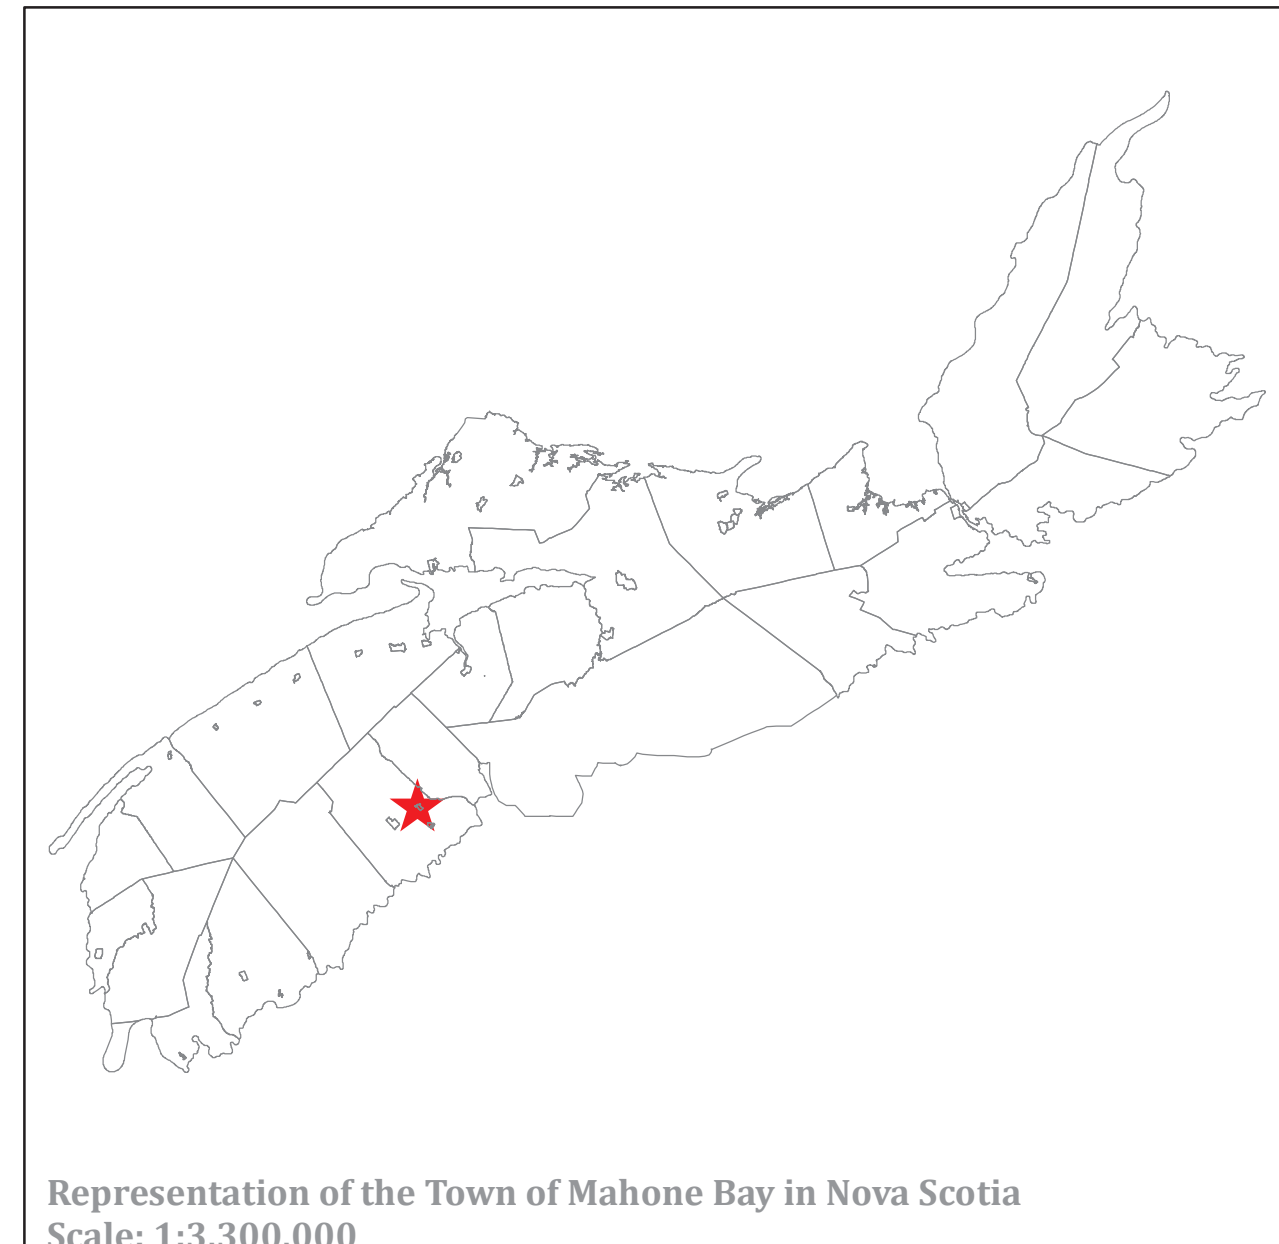 Representation of the Town of Mahone Bay in Nova Scotia
Scale: 1:3,300,000